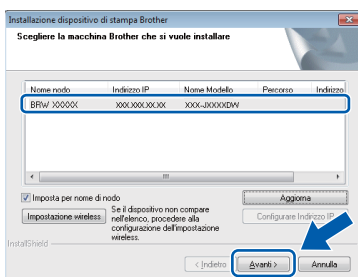 Installazione dispositivo di stampa Brother
Scegliere la macchina Brother che si vuole installare
Nome nodo Indirizzo IP Nome Modello Percorso Indirizzo
BRW XXXXX XXX.XXX.XX.XX XXX-JXXXXDW
Imposta per nome di nodo
Aggiorna
Impostazione wireless
Se il dispositivo non compare
nell'elenco, procedere alla
configurazione dell'impostazione
wireless.
Configurare Indirizzo IP
InstallShield
< Indietro Avanti > Annulla